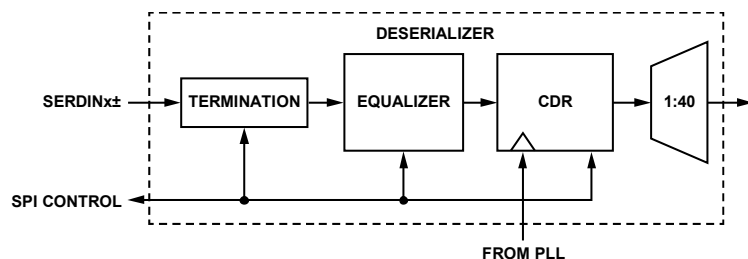 DESERIALIZER
SERDINx±
TERMINATION
EQUALIZER
CDR
1:40
SPI CONTROL
FROM PLL